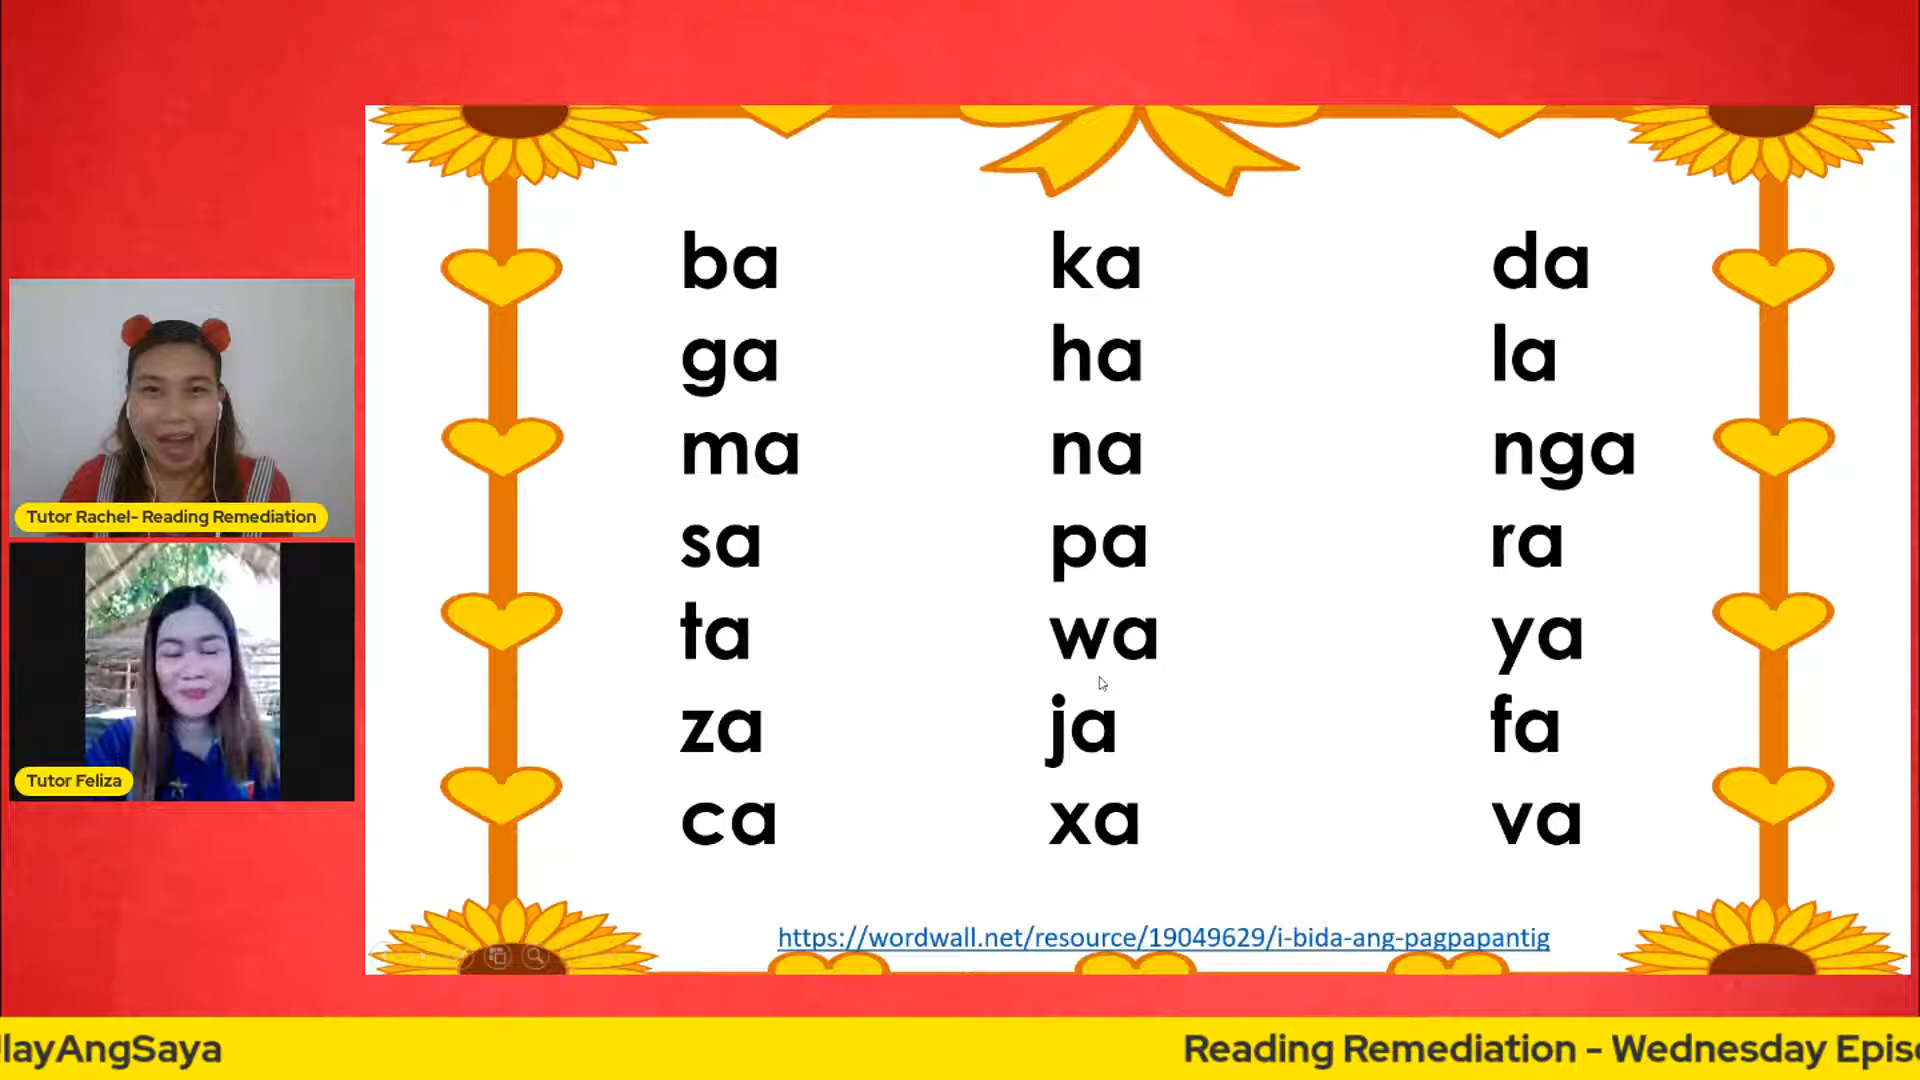 ba ka da
ga ha la
ma na nga
sa pa ra
ta wa ya
za ja fa
ca xa va
https://wordwall.net/resource/19049629/i-bida-ang-pagpapantig
Tutor Rachel- Reading Remediation
Tutor Feliza
layAngSaya Reading Remediation - Wednesday Epis